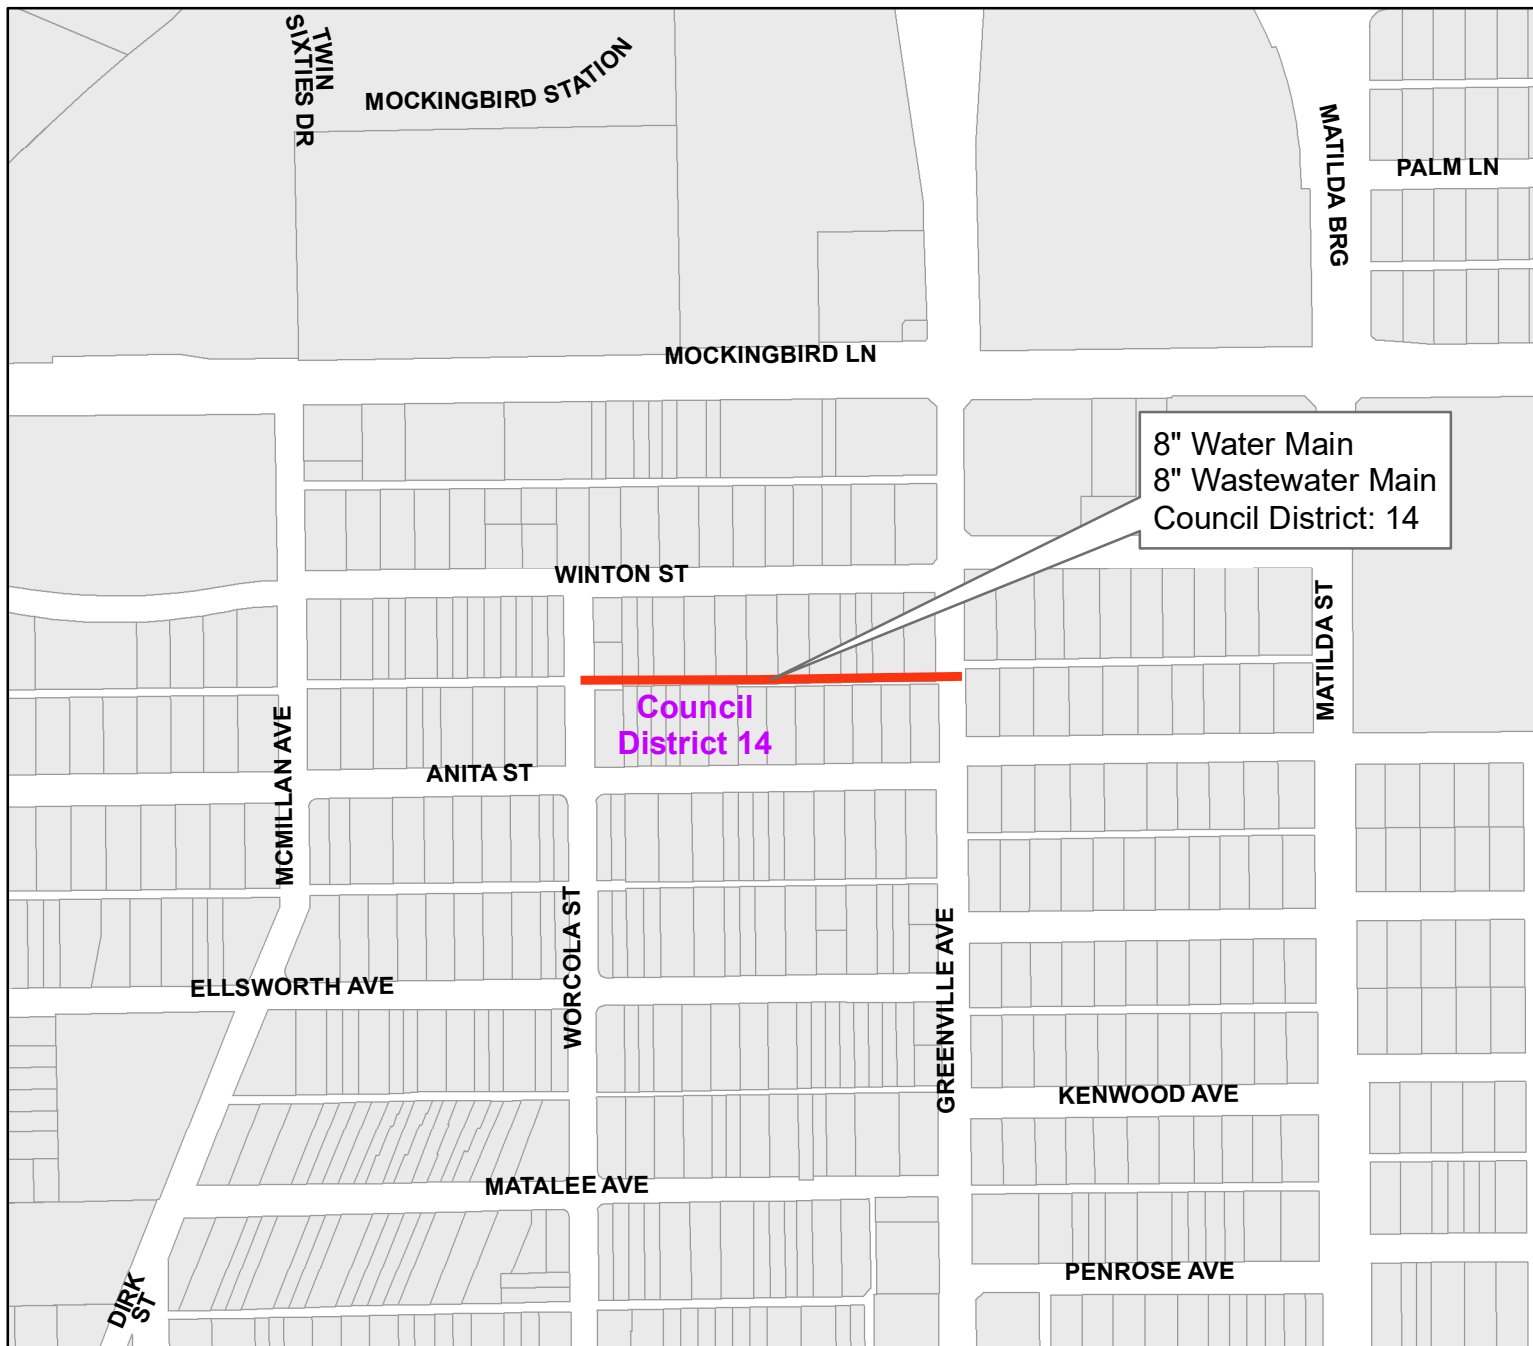 TWIN
SIXTIES DR
MOCKINGBIRD STATION
MATILDA BRG
PALM LN
MOCKINGBIRD LN
8" Water Main
8" Wastewater Main
Council District: 14
WINTON ST
MATILDA ST
Council
District 14
MCMILLAN AVE
ANITA ST
WORCOLA ST
GREENVILLE AVE
ELLSWORTH AVE
KENWOOD AVE
MATALEE AVE
PENROSE AVE
DIRK
ST